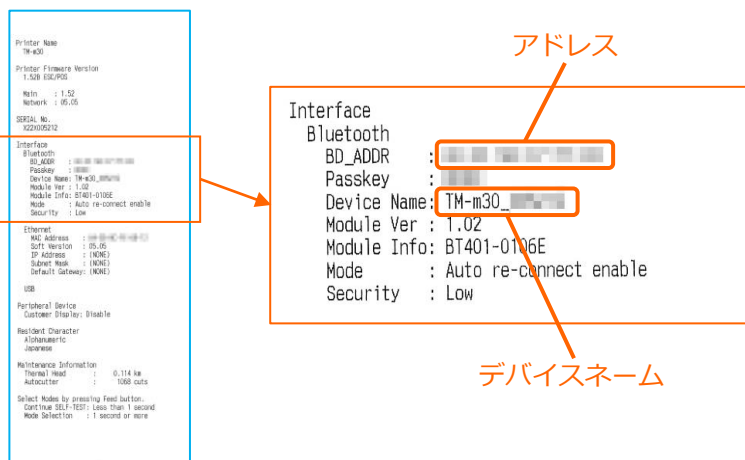 Printer Name
TM-m30
Printer Firmware Version
1.52B ESC/POS
Main : 1.52
Network : 05.05
SERIAL No.
X22X005212
Interface
Bluetooth
BD_ADDR :
Passkey :
Device Name: TM-m30_
Module Ver : 1.02
Module Info: BT401-0106E
Mode : Auto re-connect enable
Security : Low
Ethernet
MAC Address :
Soft Version : 05.05
IP Address : (NONE)
Subnet Mask : (NONE)
Default Gateway: (NONE)
USB
Peripheral Device
Customer Display: Disable
Resident Character
Alphanumeric
Japanese
Maintenance Information
Thermal Head : 0.114 km
Autocutter : 1068 cuts
Select Modes by pressing Feed button.
Continue SELF-TEST: Less than 1 second
Mode Selection : 1 second or more
アドレス
Interface
Bluetooth
BD_ADDR :
Passkey :
Device Name: TM-m30_
Module Ver : 1.02
Module Info: BT401-0106E
Mode : Auto re-connect enable
Security : Low
デバイスネーム